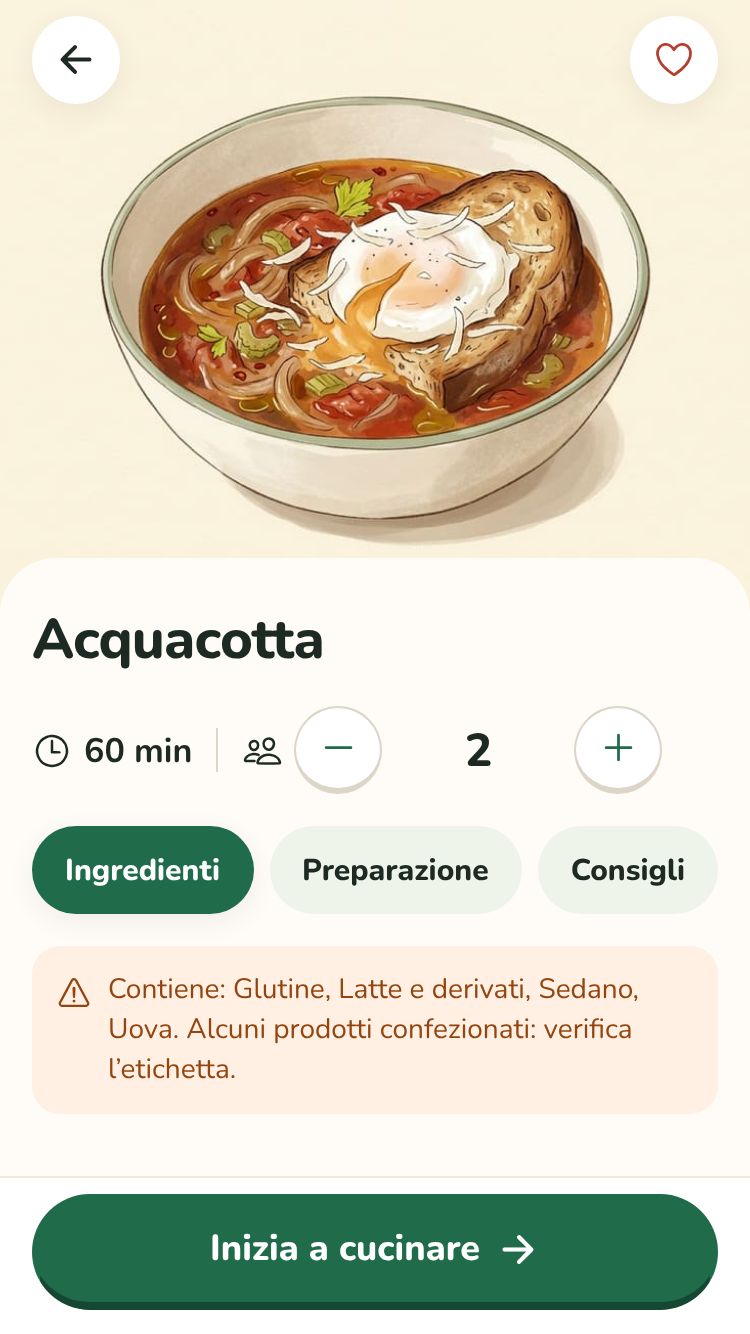 Acquacotta
60 min
2
Ingredienti
Preparazione
Consigli
Contiene: Glutine, Latte e derivati, Sedano,
Uova. Alcuni prodotti confezionati: verifica
l’etichetta.
Inizia a cucinare